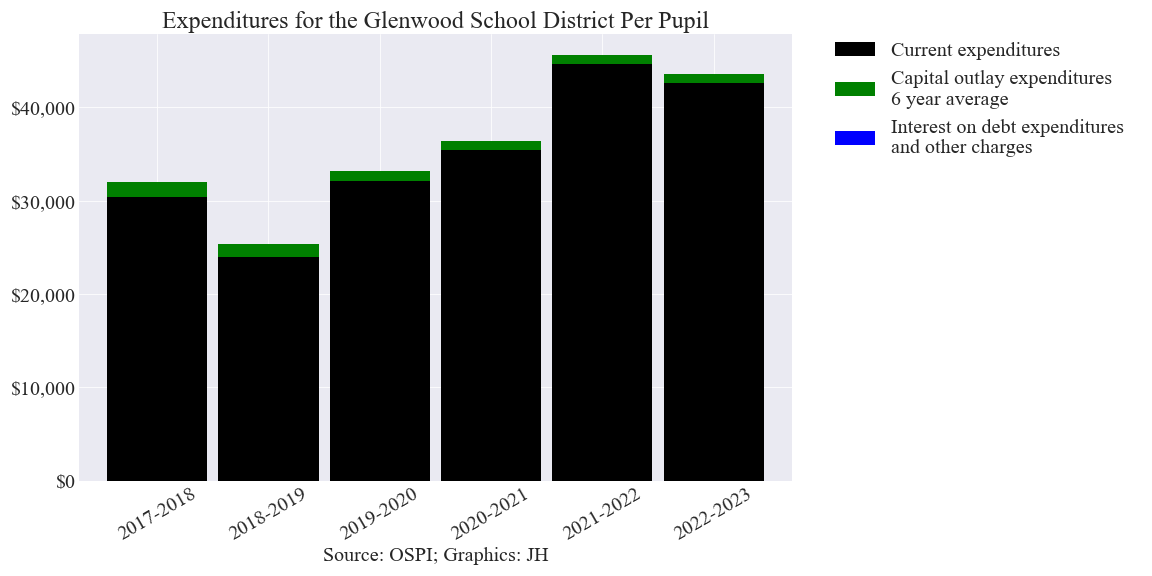 Expenditures for the Glenwood School District Per Pupil
Current expenditures
Capital outlay expenditures
6 year average
Interest on debt expenditures
and other charges
$40,000
$30,000
$20,000
$10,000
$0
2017-2018
2018-2019
2019-2020
2020-2021
2021-2022
2022-2023
Source: OSPI; Graphics: JH